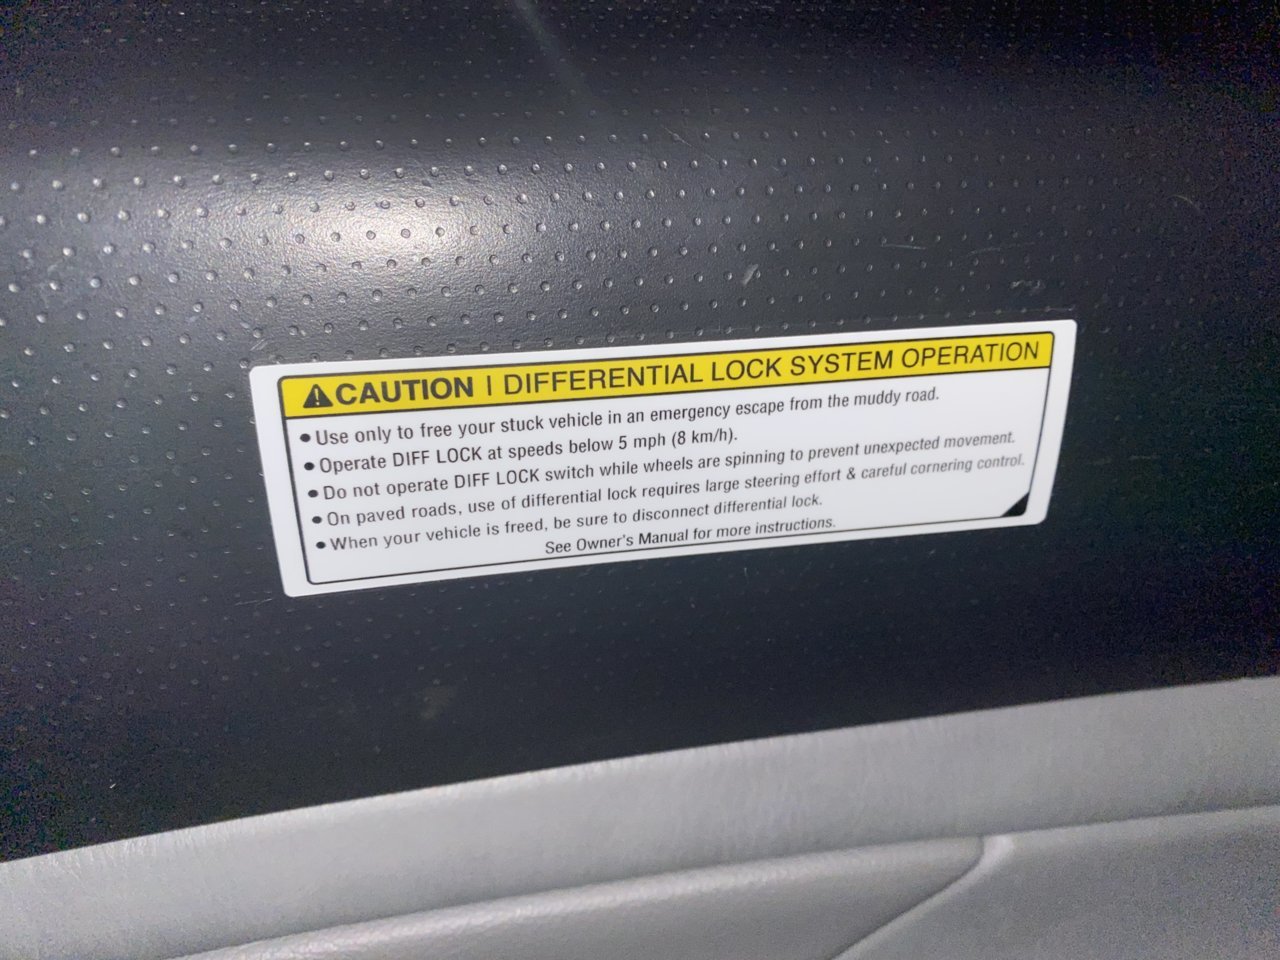 CAUTION | DIFFERENTIAL LOCK SYSTEM OPERATION
• Use only to free your stuck vehicle in an emergency escape from the muddy road.
• Operate DIFF LOCK at speeds below 5 mph (8 km/h).
• Do not operate DIFF LOCK switch while wheels are spinning to prevent unexpected movement.
• On paved roads, use of differential lock requires large steering effort & careful cornering control.
• When your vehicle is freed, be sure to disconnect differential lock.
See Owner's Manual for more instructions.